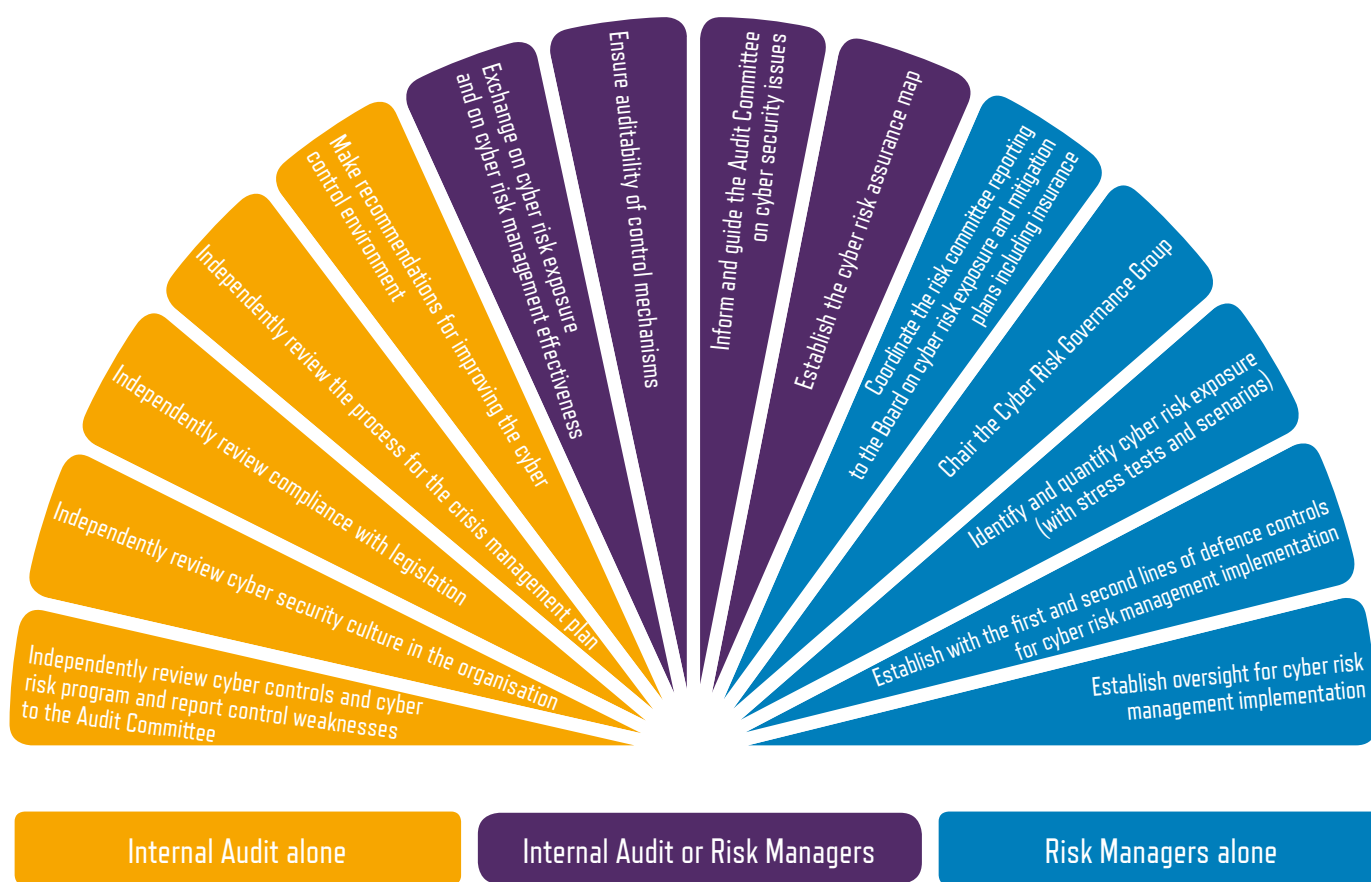 Independently review cyber controls and cyber
risk program and report control weaknesses
to the Audit Committee
Independently review cyber security culture in the organisation
Independently review compliance with legislation
Independently review the process for the crisis management plan
Make recommendations for improving the cyber
control environment
Exchange on cyber risk exposure
and on cyber risk management effectiveness
Ensure auditability of control mechanisms
Inform and guide the Audit Committee
on cyber security issues
Establish the cyber risk assurance map
Coordinate the risk committee reporting
to the Board on cyber risk exposure and mitigation
plans including insurance
Chair the Cyber Risk Governance Group
Identify and quantify cyber risk exposure
(with stress tests and scenarios)
Establish with the first and second lines of defence controls
for cyber risk management implementation
Establish oversight for cyber risk
management implementation
Internal Audit alone
Internal Audit or Risk Managers
Risk Managers alone